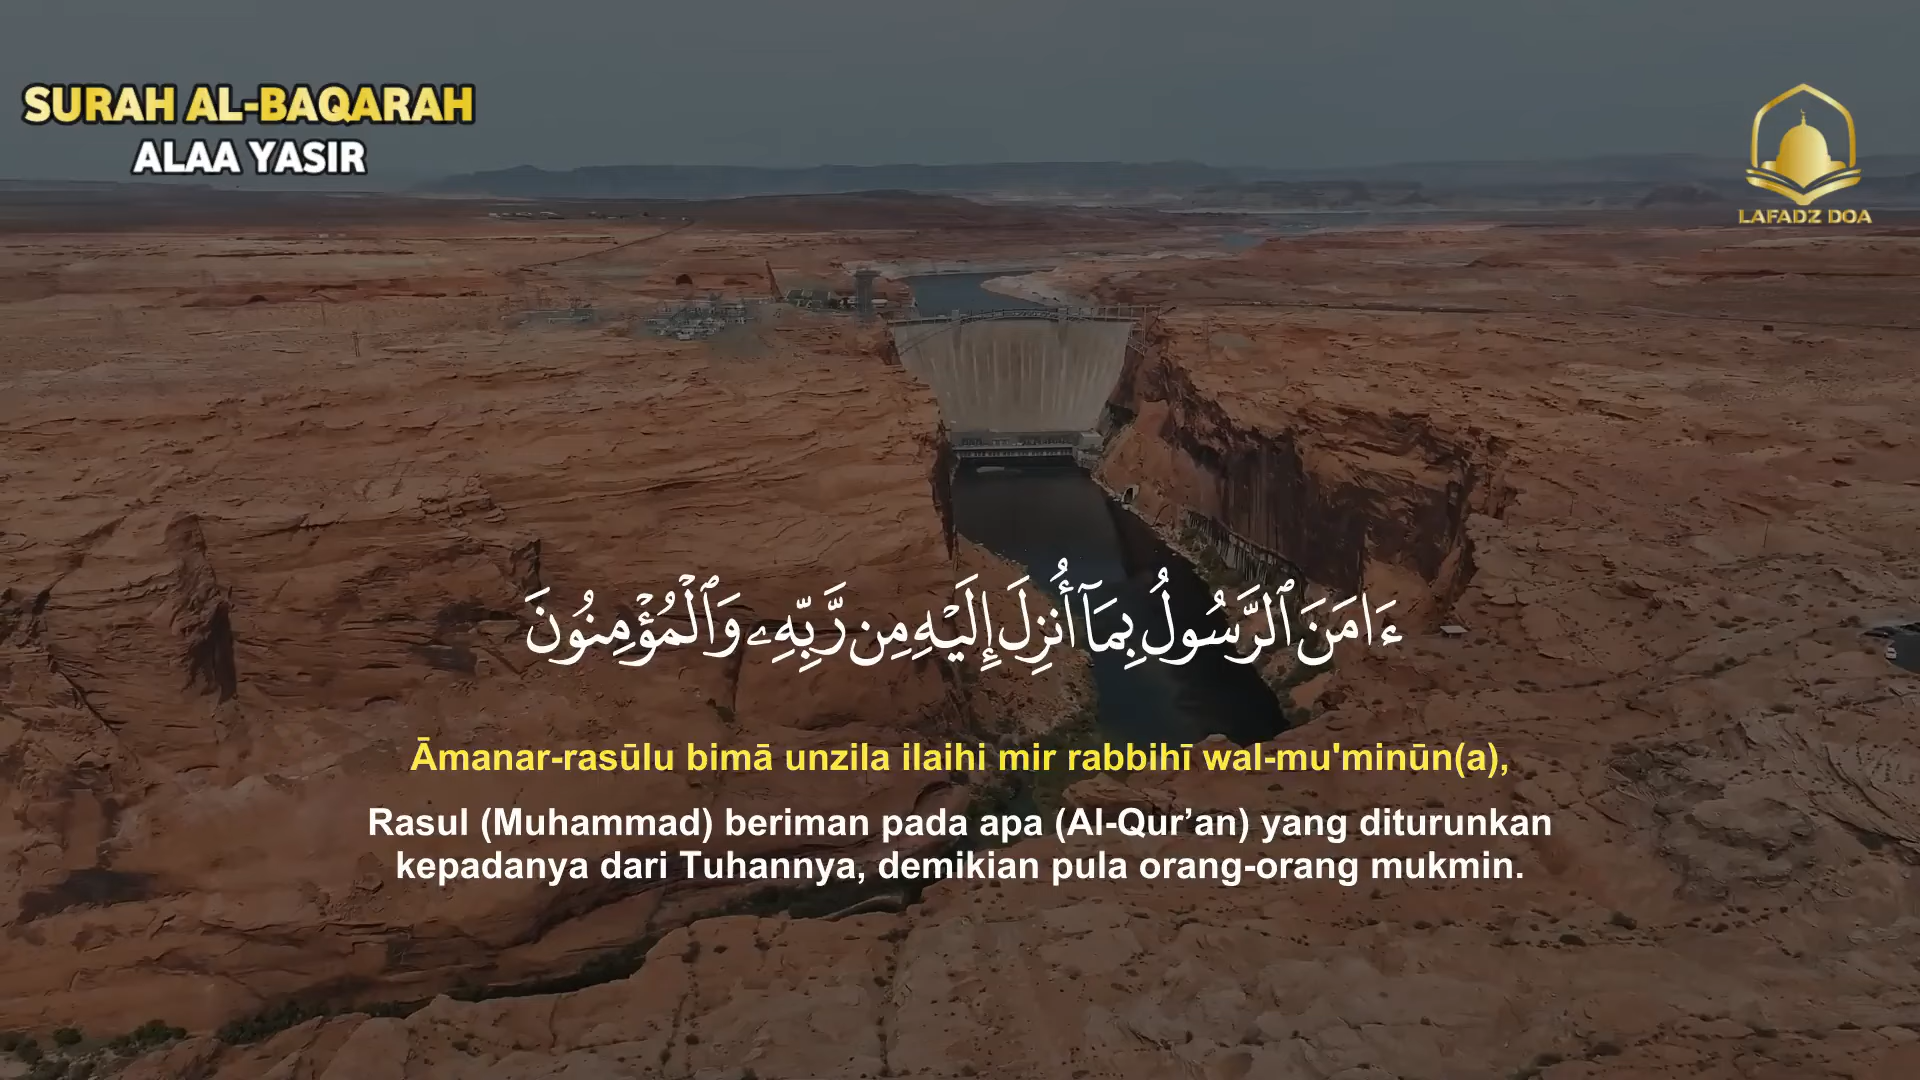 SURAH AL-BAQARAH
ALAA YASIR
LAFADZ DOA
ءَامَنَ ٱلرَّسُولُ بِمَآ أُنزِلَ إِلَيْهِ مِن رَّبِّهِۦ وَٱلْمُؤْمِنُونَ
Āmanar-rasūlu bimā unzila ilaihi mir rabbihī wal-mu'minūn(a),
Rasul (Muhammad) beriman pada apa (Al-Qur’an) yang diturunkan
kepadanya dari Tuhannya, demikian pula orang-orang mukmin.